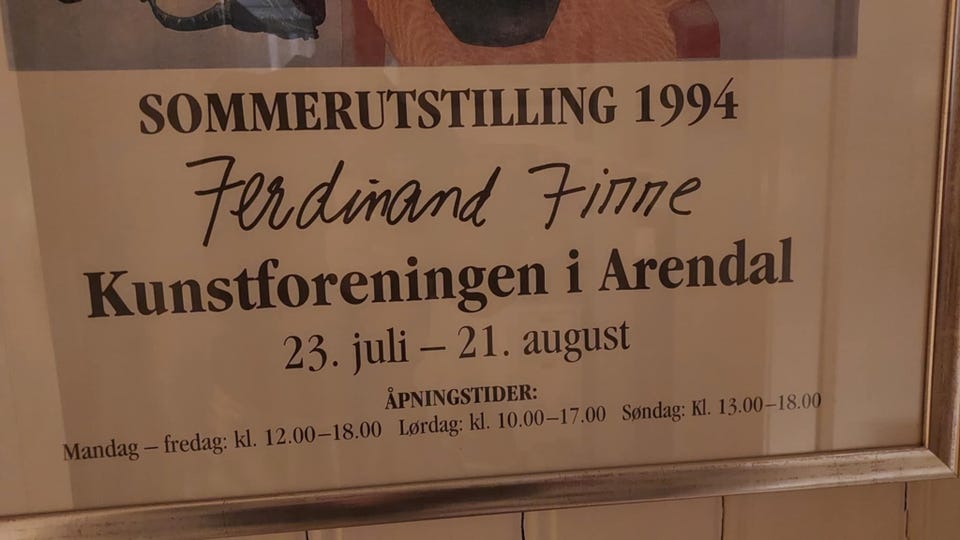 SOMMERUTSTILLING 1994
Ferdinand Finne
Kunstforeningen i Arendal
23. juli – 21. august
ÅPNINGSTIDER:
Mandag – fredag: kl. 12.00–18.00 Lørdag: kl. 10.00–17.00 Søndag: Kl. 13.00–18.00